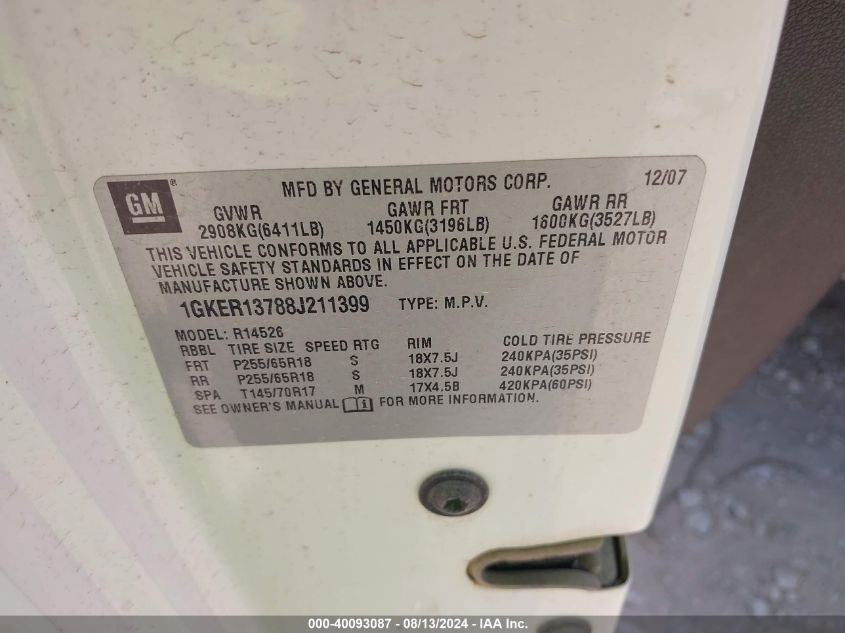 GM® MFD BY GENERAL MOTORS CORP. 12/07
GVWR GAWR FRT GAWR RR
2908KG(6411LB) 1450KG(3196LB) 1600KG(3527LB)
THIS VEHICLE CONFORMS TO ALL APPLICABLE U.S. FEDERAL MOTOR
VEHICLE SAFETY STANDARDS IN EFFECT ON THE DATE OF
MANUFACTURE SHOWN ABOVE.
1GKER13788J211399 TYPE: M.P.V.
MODEL: R14526
RBBL TIRE SIZE SPEED RTG RIM COLD TIRE PRESSURE
FRT P255/65R18 S 18X7.5J 240KPA(35PSI)
RR P255/65R18 S 18X7.5J 240KPA(35PSI)
SPA T145/70R17 M 17X4.5B 420KPA(60PSI)
SEE OWNER'S MANUAL FOR MORE INFORMATION.
000-40093087 - 08/13/2024 - IAA Inc.